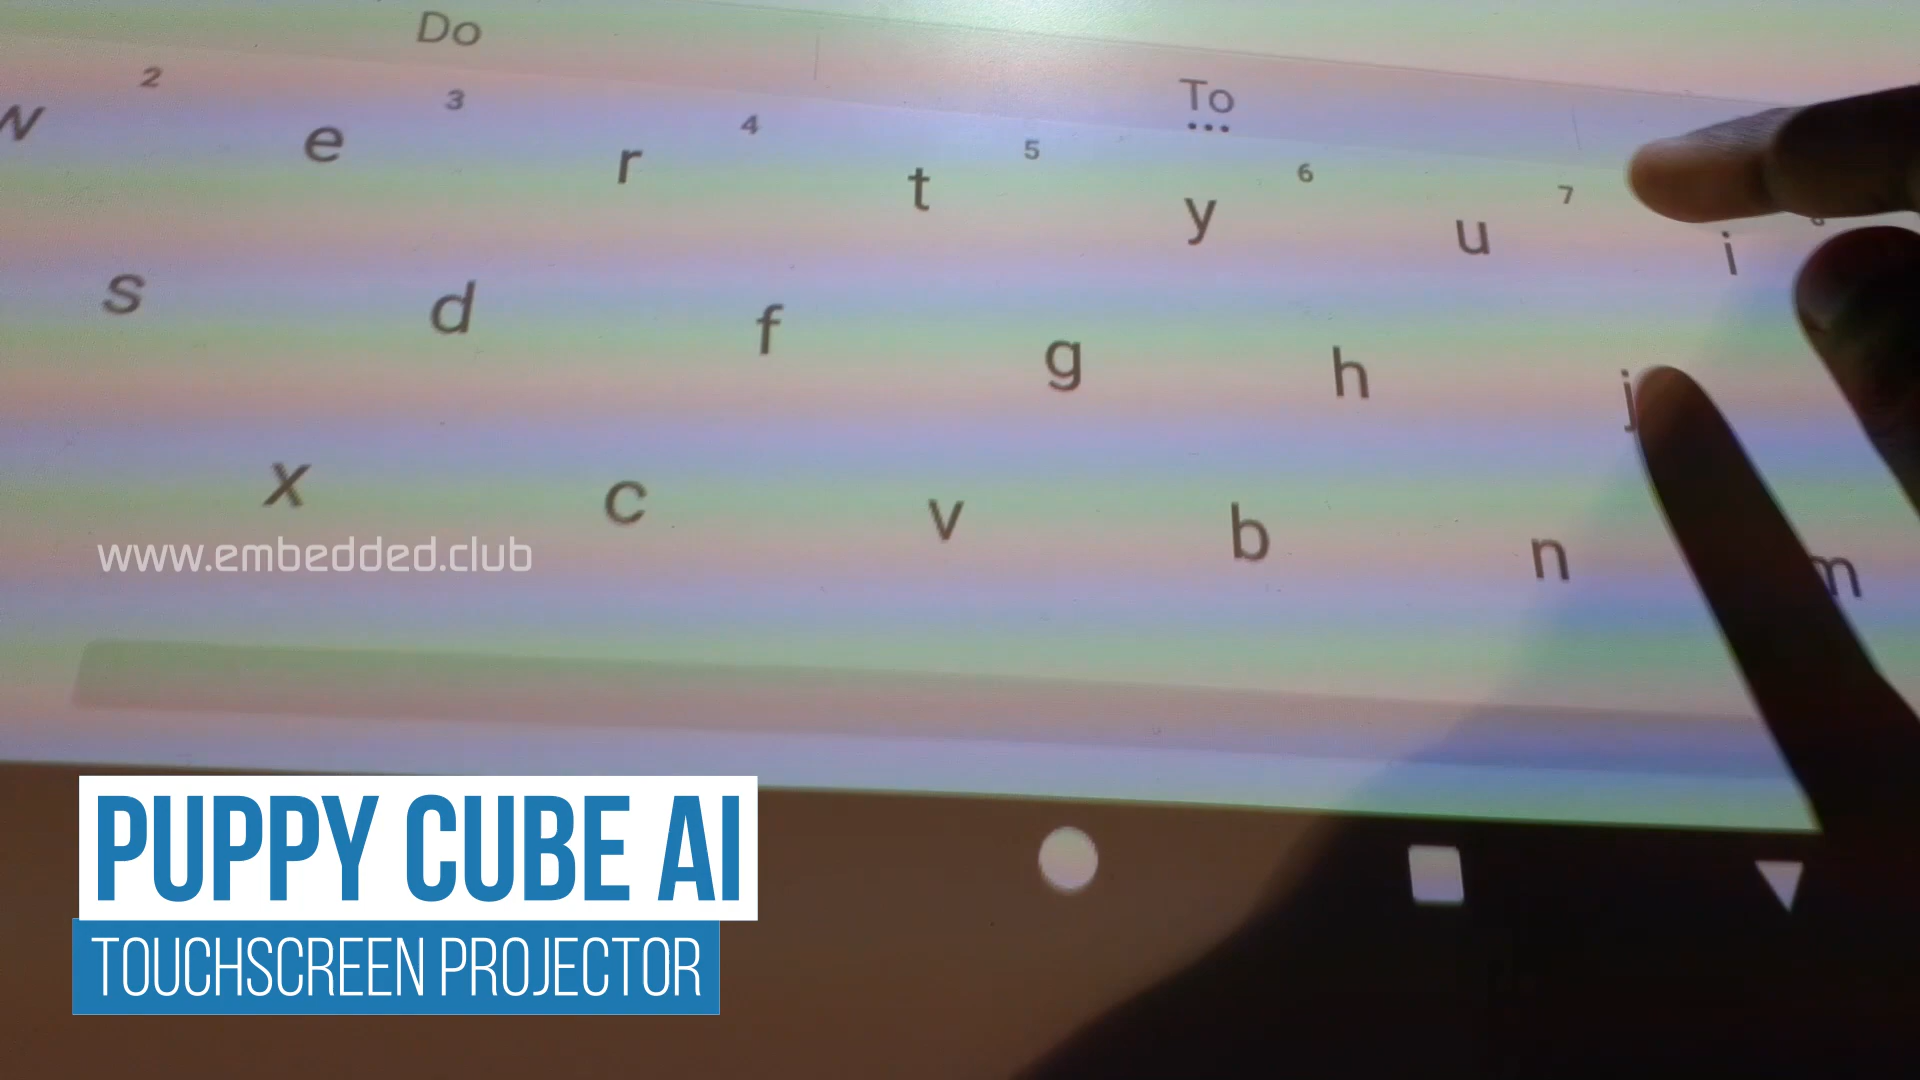 Do To
2 3 4 5 6 7
w e r t y u i
s d f g h j
x c v b n m
www.embedded.club
PUPPY CUBE AI
TOUCHSCREEN PROJECTOR